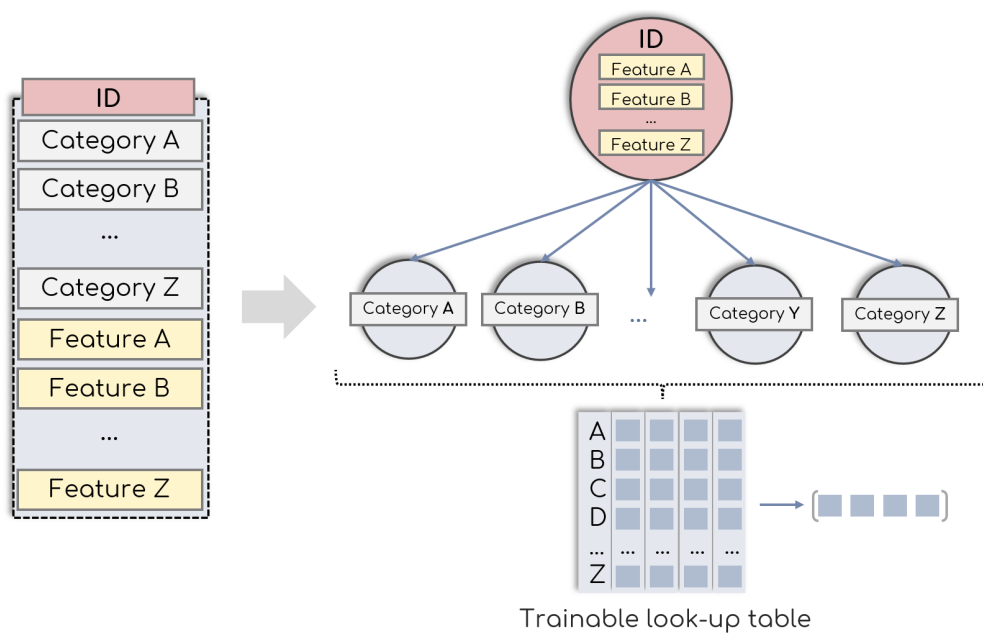 ID
Category A
Category B
...
Category Z
Feature A
Feature B
...
Feature Z
ID
Feature A
Feature B
...
Feature Z
Category A
Category B
...
Category Y
Category Z
A
B
C
D
... ... ... ... ...
Z
Trainable look-up table